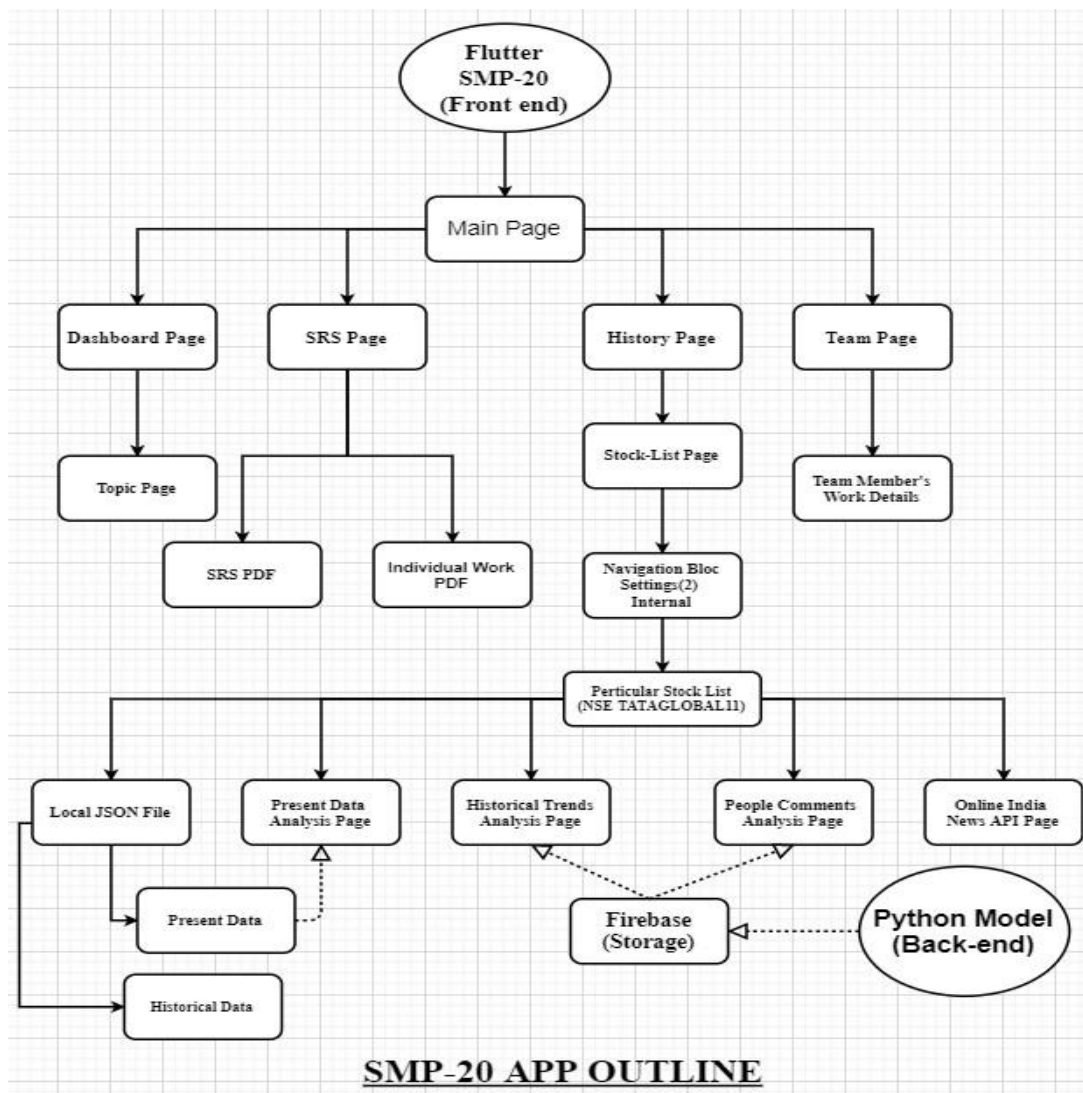 Flutter
SMP-20
(Front end)
Main Page
Dashboard Page
SRS Page
History Page
Team Page
Topic Page
Stock-List Page
Team Member's
Work Details
SRS PDF
Individual Work
PDF
Navigation Bloc
Settings(2)
Internal
Perticular Stock List
(NSE TATAGLOBAL11)
Local JSON File
Present Data
Analysis Page
Historical Trends
Analysis Page
People Comments
Analysis Page
Online India
News API Page
Present Data
Firebase
(Storage)
Python Model
(Back-end)
Historical Data
SMP-20 APP OUTLINE